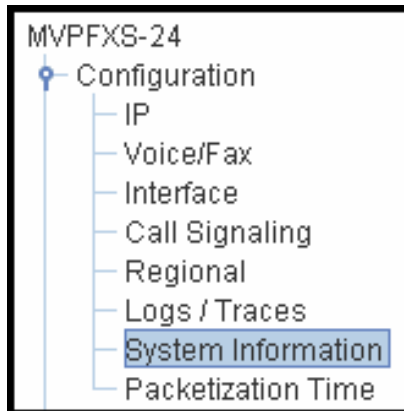 MVPFXS-24
Configuration
IP
Voice/Fax
Interface
Call Signaling
Regional
Logs / Traces
System Information
Packetization Time